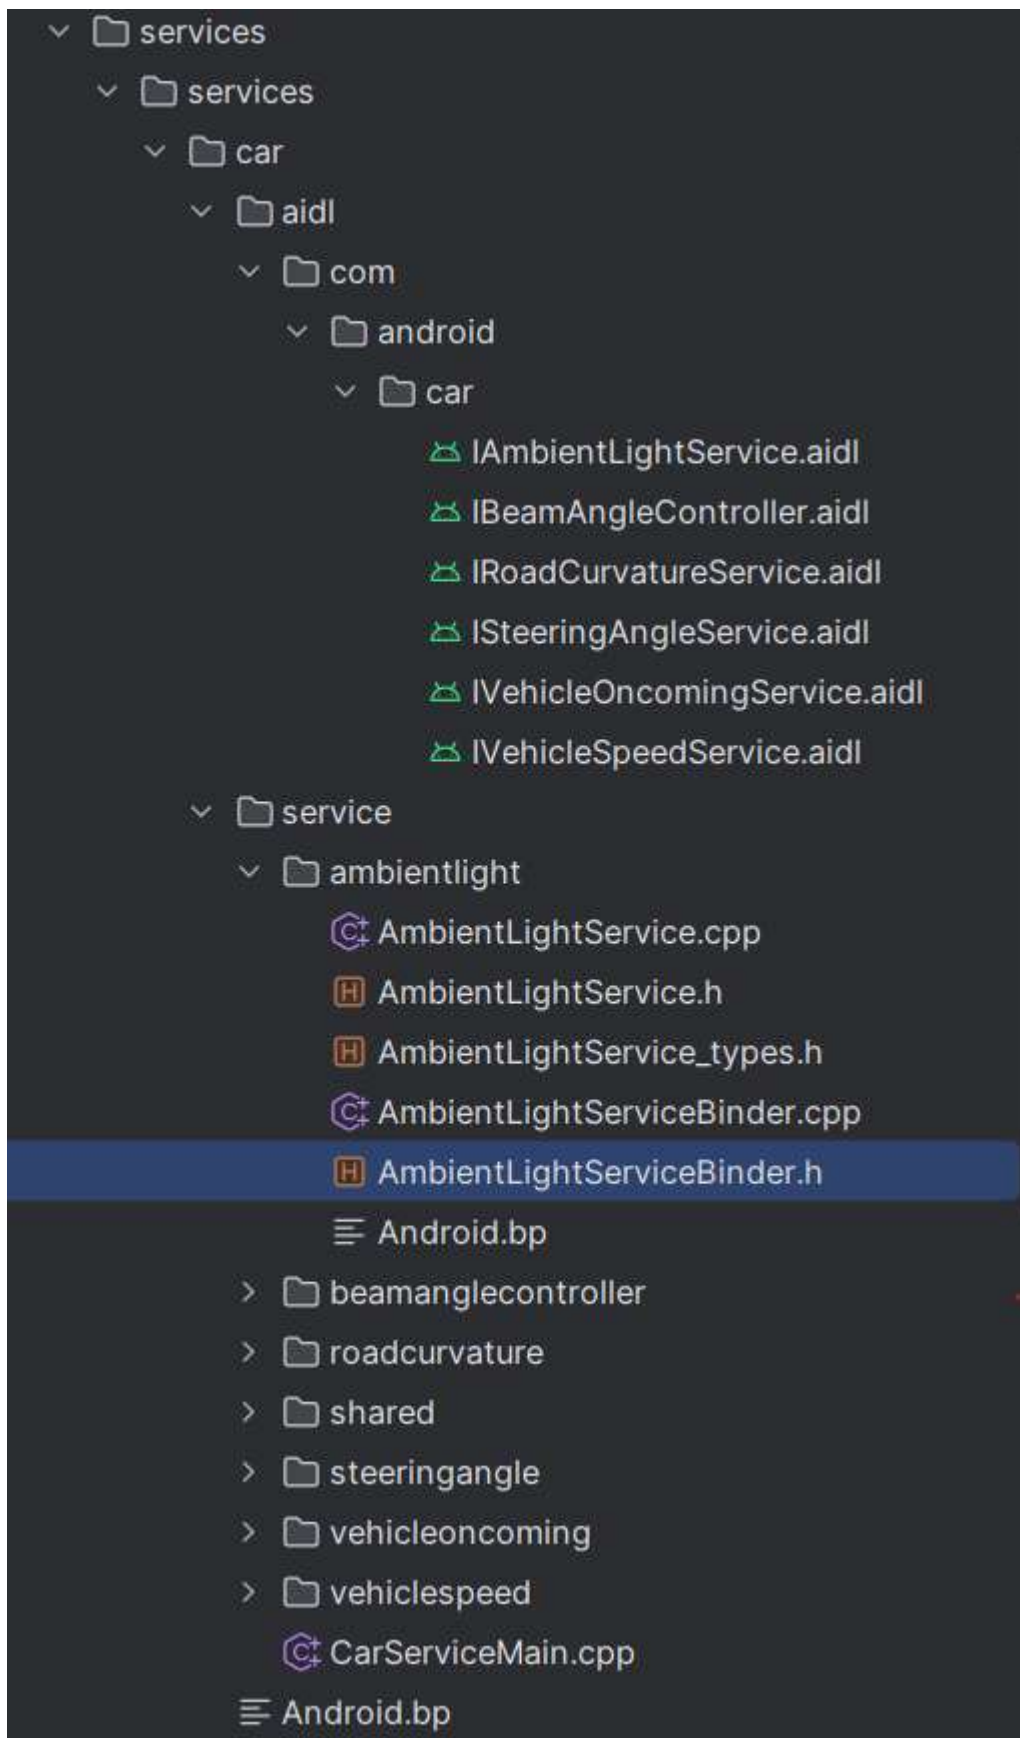 services
services
car
aidl
com
android
car
IAmbientLightService.aidl
IBeamAngleController.aidl
IRoadCurvatureService.aidl
ISteeringAngleService.aidl
IVehicleOncomingService.aidl
IVehicleSpeedService.aidl
service
ambientlight
AmbientLightService.cpp
AmbientLightService.h
AmbientLightService_types.h
AmbientLightServiceBinder.cpp
AmbientLightServiceBinder.h
Android.bp
beamanglecontroller
roadcurvature
shared
steeringangle
vehicleoncoming
vehiclespeed
CarServiceMain.cpp
Android.bp